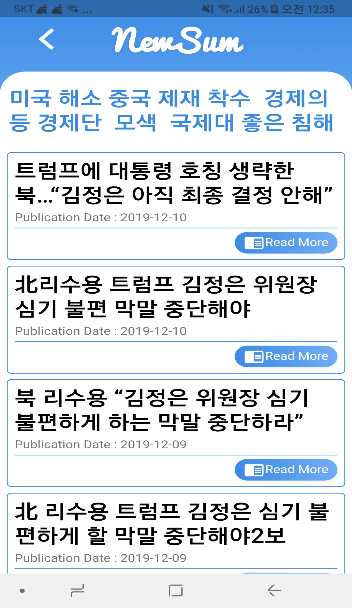 SKT ... 26% 오전 12:35
NewSum
미국 해소 중국 제재 착수 경제의
등 경제단 모색 국제대 좋은 침해
트럼프에 대통령 호칭 생략한
북...“김정은 아직 최종 결정 안해”
Publication Date : 2019-12-10
Read More
北리수용 트럼프 김정은 위원장
심기 불편 막말 중단해야
Publication Date : 2019-12-10
Read More
북 리수용 “김정은 위원장 심기
불편하게 하는 막말 중단하라”
Publication Date : 2019-12-09
Read More
北 리수용 트럼프 김정은 심기 불
편하게 할 막말 중단해야2보
Publication Date : 2019-12-09